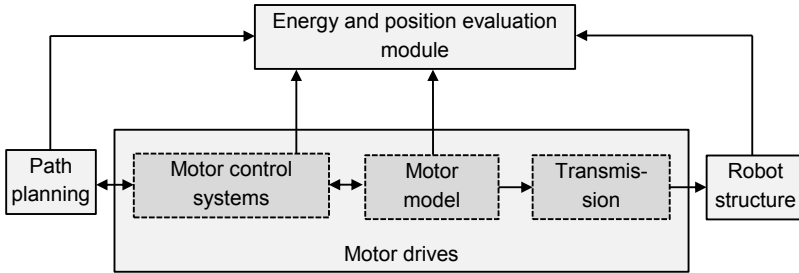 Energy and position evaluation
module
Path
planning
Motor control
systems
Motor
model
Transmis-
sion
Robot
structure
Motor drives